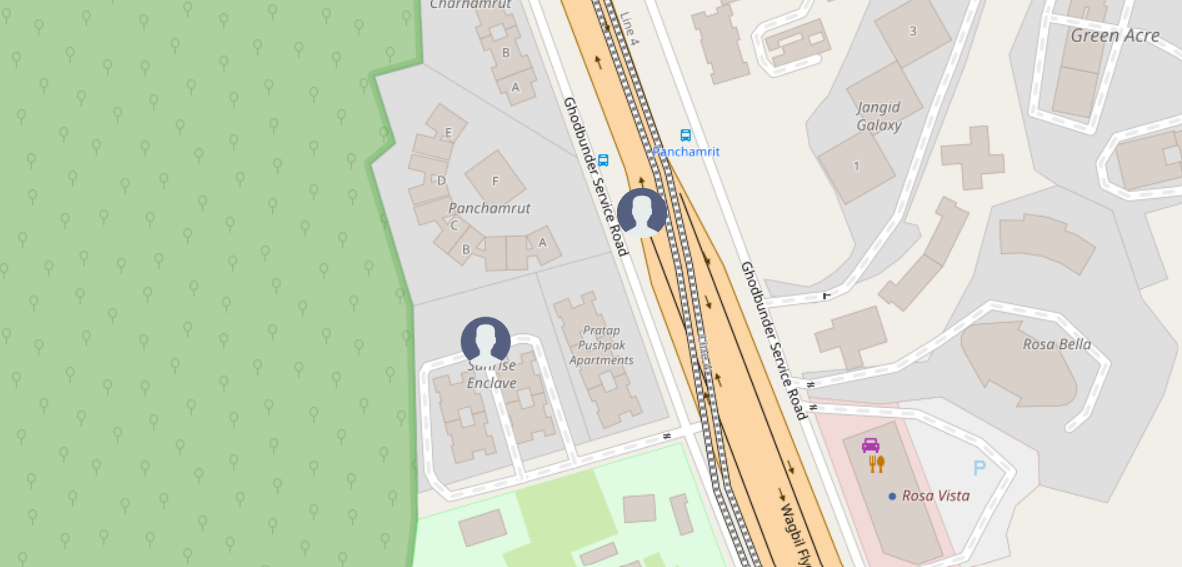 Charnamrut
Line 4
3
Green Acre
B
A
Jangid
Galaxy
Ghodbunder Service Road
E
Panchamrit
1
D
F
Panchamrut
C
B
A
Ghodbunder Service Road
Pratap
Pushpak
Apartments
Line 4
Rosa Bella
Sunrise
Enclave
P
Rosa Vista
Wagbil Fly